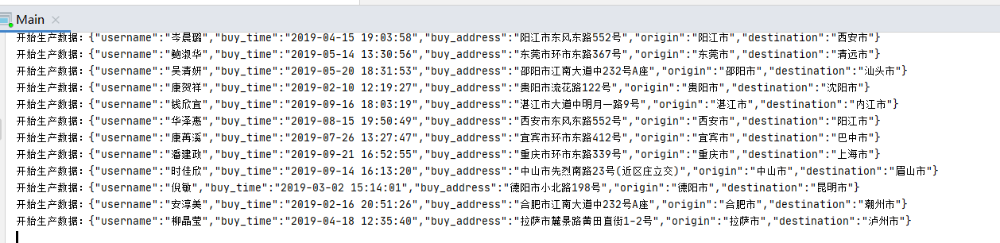 Main
开始生产数据：{"username":"岑晨璐","buy_time":"2019-04-15 19:03:58","buy_address":"阳江市东风东路552号","origin":"阳江市","destination":"西安市"}
开始生产数据：{"username":"鲍淑华","buy_time":"2019-05-14 13:30:56","buy_address":"东莞市环市东路367号","origin":"东莞市","destination":"清远市"}
开始生产数据：{"username":"吴清妍","buy_time":"2019-05-20 18:31:53","buy_address":"邵阳市江南大道中232号A座","origin":"邵阳市","destination":"汕头市"}
开始生产数据：{"username":"康贺祥","buy_time":"2019-02-10 12:19:27","buy_address":"贵阳市流花路122号","origin":"贵阳市","destination":"沈阳市"}
开始生产数据：{"username":"钱欣宜","buy_time":"2019-09-16 18:03:19","buy_address":"湛江市大道中明月一路9号","origin":"湛江市","destination":"内江市"}
开始生产数据：{"username":"华泽惠","buy_time":"2019-08-15 19:50:49","buy_address":"西安市东风东路552号","origin":"西安市","destination":"阳江市"}
开始生产数据：{"username":"康苒溪","buy_time":"2019-07-26 13:27:47","buy_address":"宜宾市环市东路412号","origin":"宜宾市","destination":"巴中市"}
开始生产数据：{"username":"潘建政","buy_time":"2019-09-21 16:52:55","buy_address":"重庆市环市东路339号","origin":"重庆市","destination":"上海市"}
开始生产数据：{"username":"时佳欣","buy_time":"2019-09-14 16:13:20","buy_address":"中山市先烈南路23号(近区庄立交)","origin":"中山市","destination":"眉山市"}
开始生产数据：{"username":"倪敏","buy_time":"2019-03-02 15:14:01","buy_address":"德阳市小北路198号","origin":"德阳市","destination":"昆明市"}
开始生产数据：{"username":"安淳美","buy_time":"2019-02-16 20:51:26","buy_address":"合肥市江南大道中232号A座","origin":"合肥市","destination":"潮州市"}
开始生产数据：{"username":"柳晶莹","buy_time":"2019-04-18 12:35:40","buy_address":"拉萨市麓景路黄田直街1-2号","origin":"拉萨市","destination":"泸州市"}